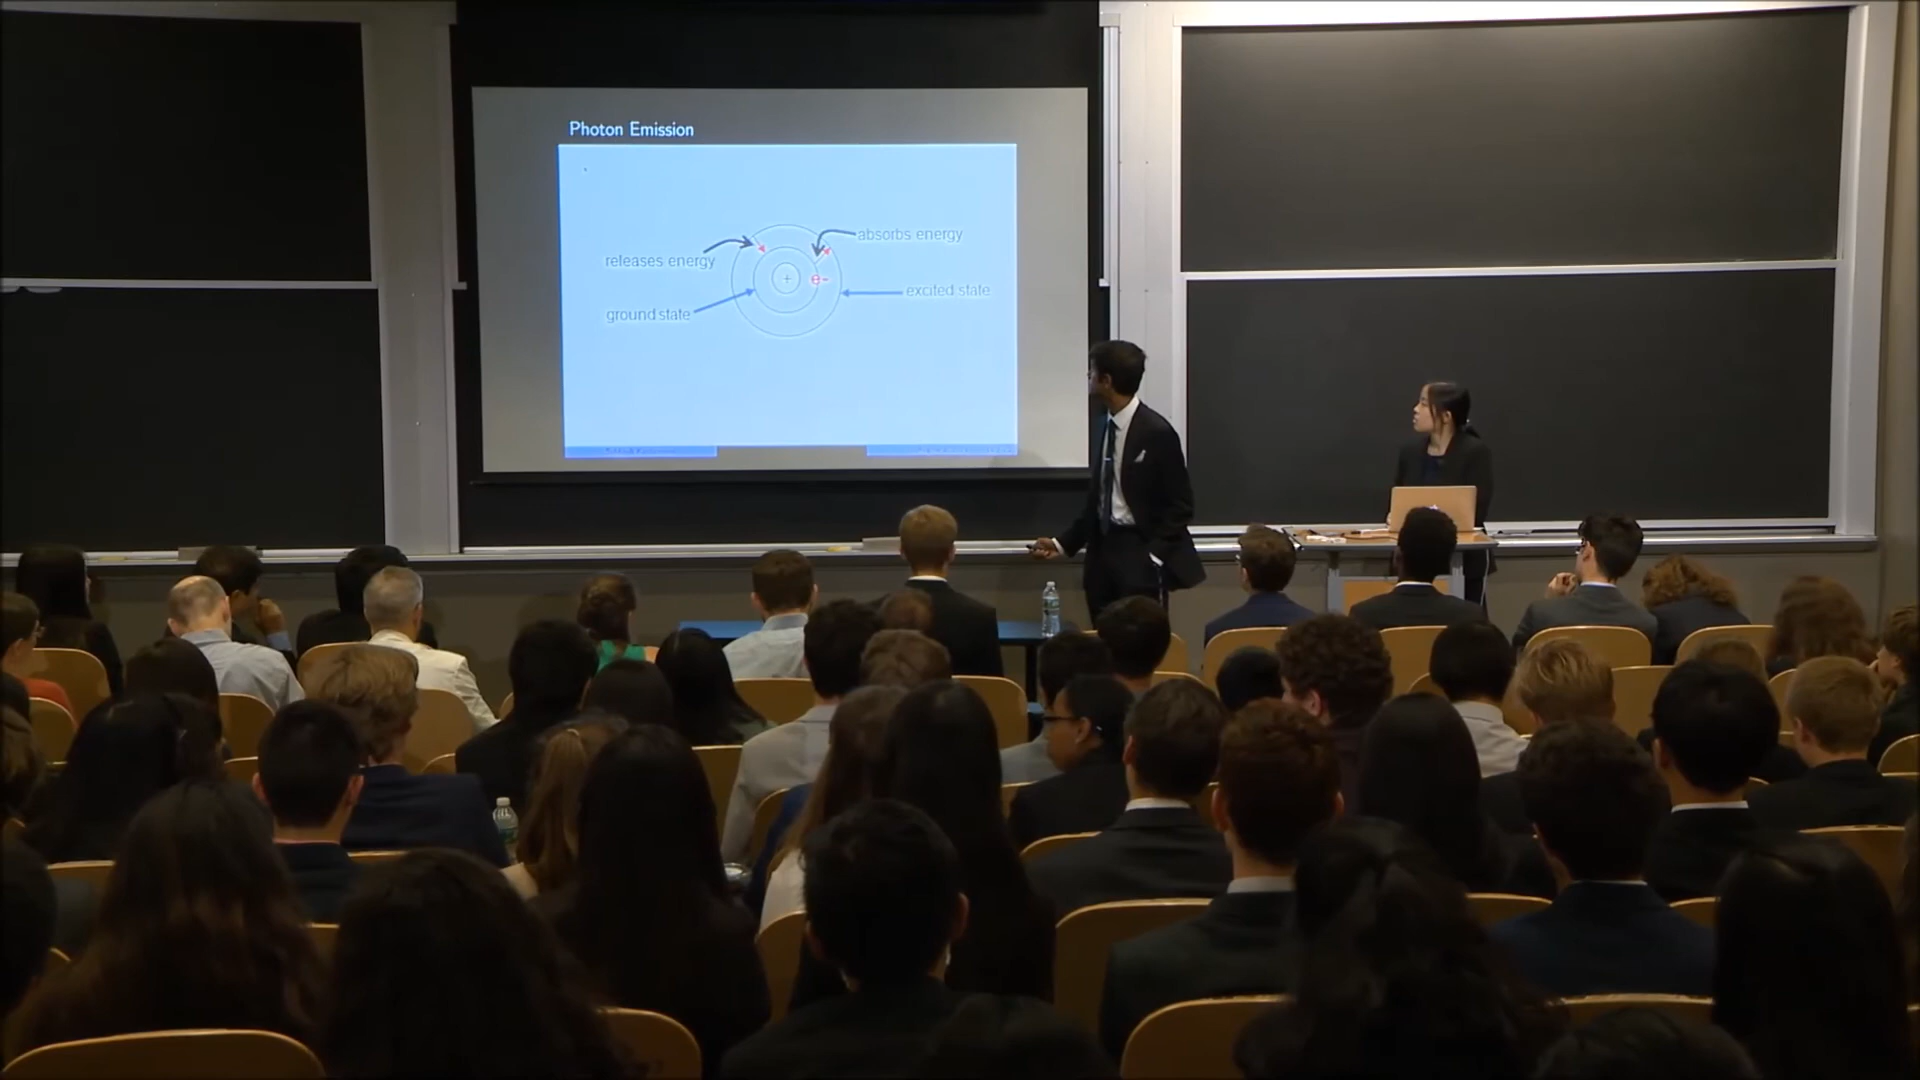 Photon Emission
absorbs energy
releases energy
e-
+
excited state
ground state